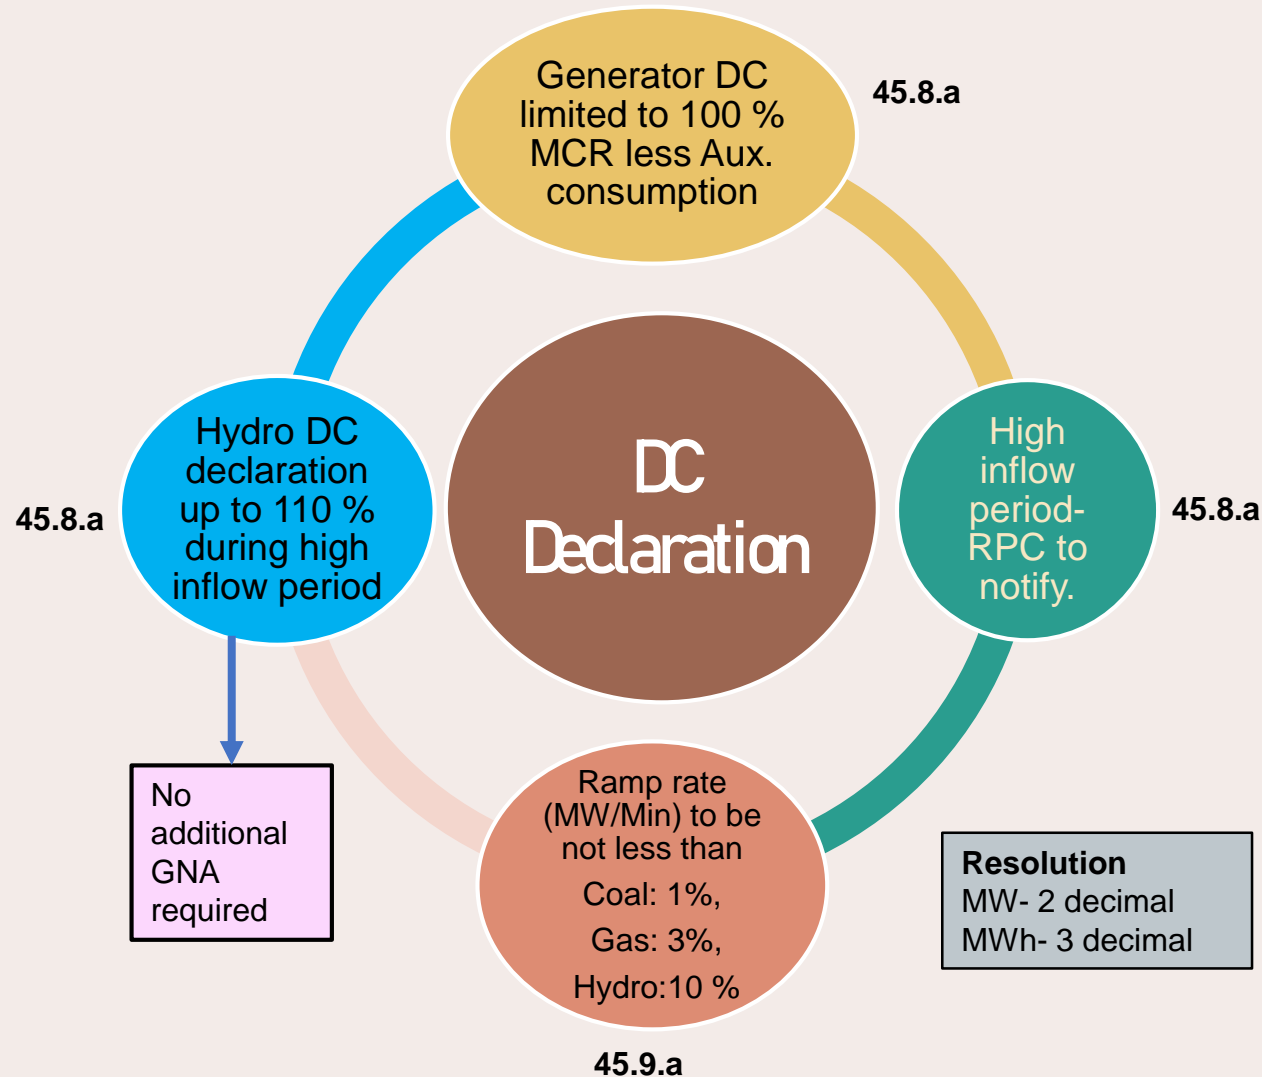 Generator DC
limited to 100 %
MCR less Aux.
consumption
45.8.a
Hydro DC
declaration
up to 110 %
during high
inflow period
45.8.a
DC
Declaration
High
inflow
period-
RPC to
notify.
45.8.a
No
additional
GNA
required
Ramp rate
(MW/Min) to be
not less than
Coal: 1%,
Gas: 3%,
Hydro:10 %
45.9.a
Resolution
MW- 2 decimal
MWh- 3 decimal